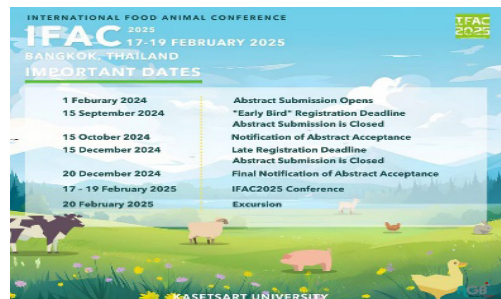 INTERNATIONAL FOOD ANIMAL CONFERENCE
IFAC 2025
17-19 FEBRUARY 2025
BANGKOK, THAILAND
IMPORTANT DATES
IFAC
2025
1 Feburary 2024 Abstract Submission Opens
15 September 2024 "Early Bird" Registration Deadline
Abstract Submission is Closed
15 October 2024 Notification of Abstract Acceptance
15 December 2024 Late Registration Deadline
Abstract Submission is Closed
20 December 2024 Final Notification of Abstract Acceptance
17 - 19 February 2025 IFAC2025 Conference
20 February 2025 Excursion
KASETSART UNIVERSITY